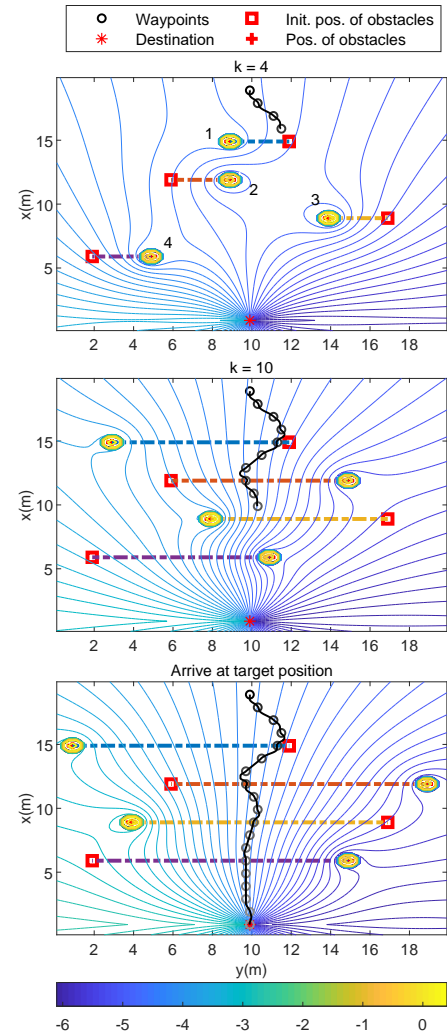 Waypoints Init. pos. of obstacles
Destination Pos. of obstacles
k = 4
x(m)
15
10
5
1
2
3
4
2 4 6 8 10 12 14 16 18
k = 10
x(m)
15
10
5
2 4 6 8 10 12 14 16 18
Arrive at target position
x(m)
15
10
5
2 4 6 8 10 12 14 16 18
y(m)
-6 -5 -4 -3 -2 -1 0